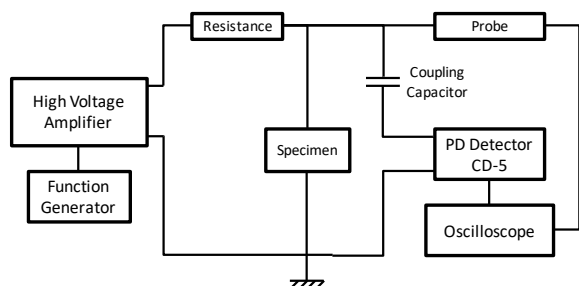 Resistance
Probe
High Voltage
Amplifier
Coupling
Capacitor
Specimen
PD Detector
CD-5
Function
Generator
Oscilloscope